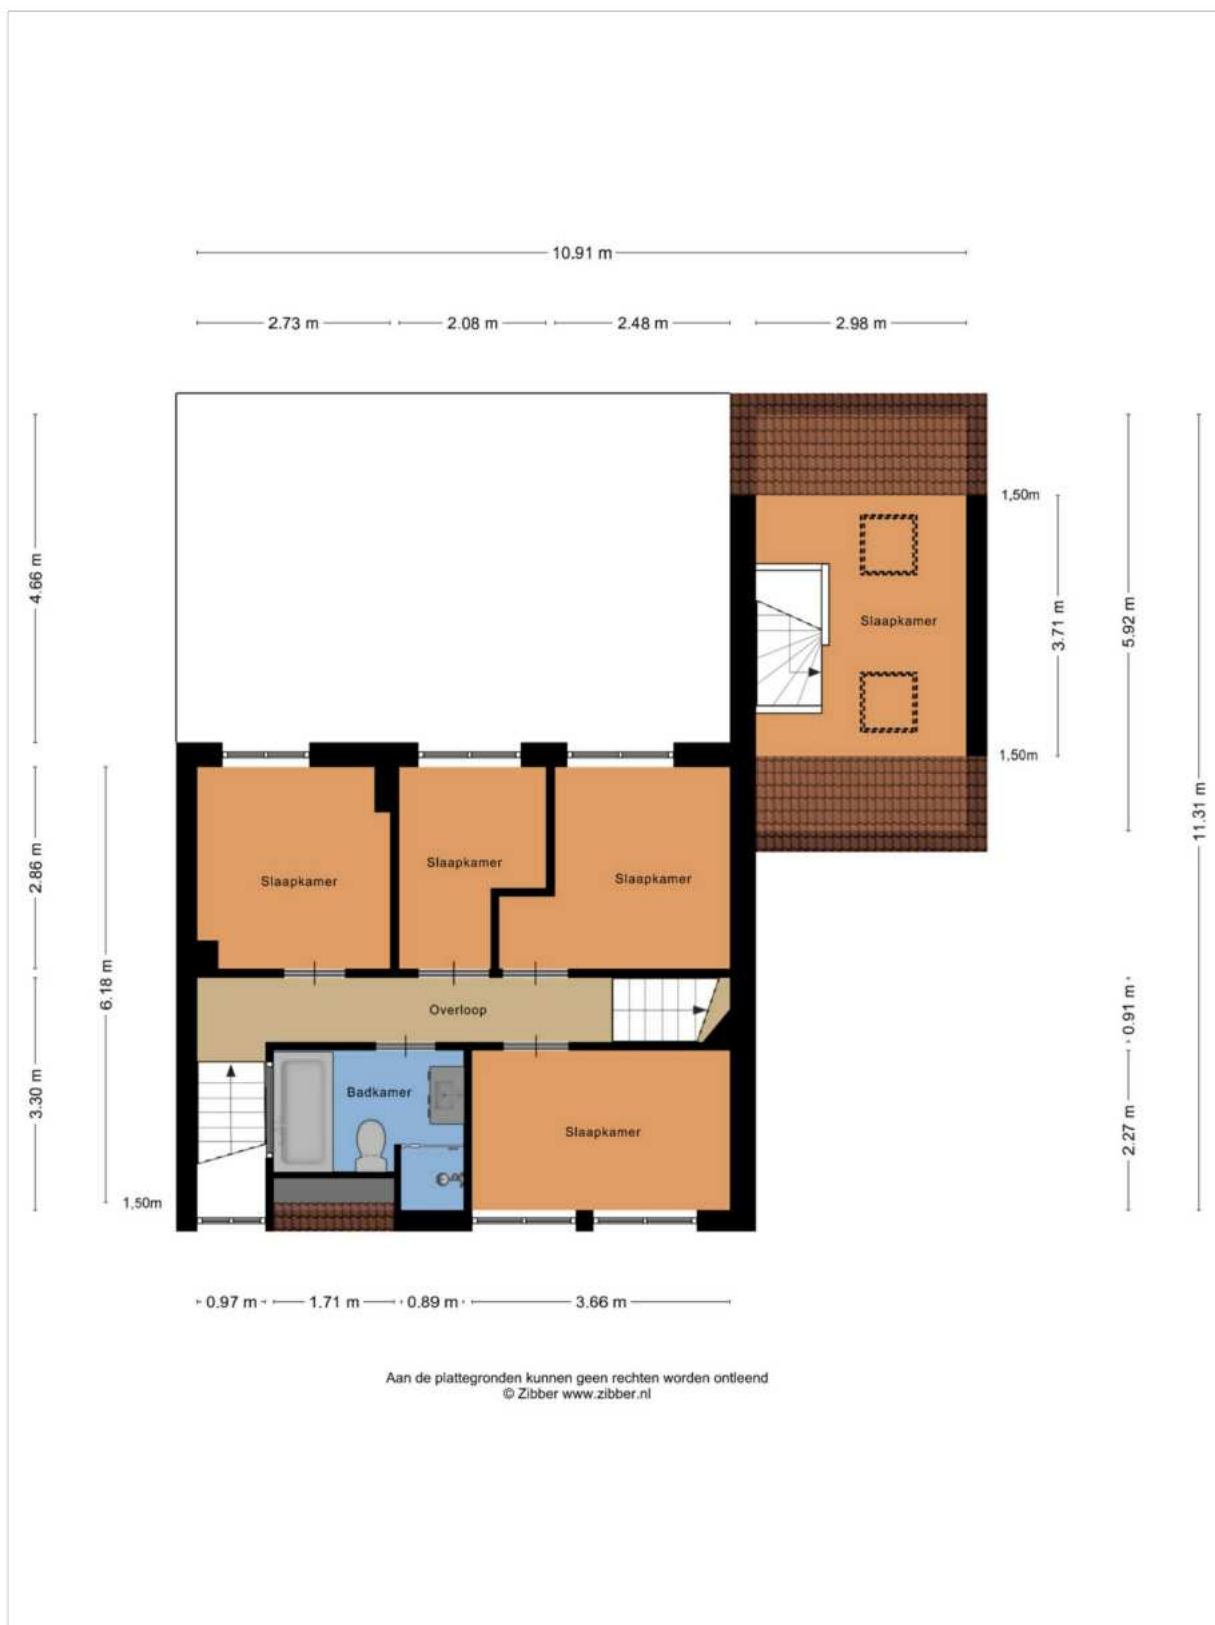 10.91 m
2.73 m
2.08 m
2.48 m
2.98 m
1,50m
4.66 m
Slaapkamer
3.71 m
5.92 m
1,50m
11.31 m
2.86 m
Slaapkamer
Slaapkamer
Slaapkamer
6.18 m
Overloop
0.91 m
3.30 m
Badkamer
Slaapkamer
2.27 m
1,50m
0.97 m
1.71 m
0.89 m
3.66 m
Aan de plattegronden kunnen geen rechten worden ontleend
© Zibber www.zibber.nl